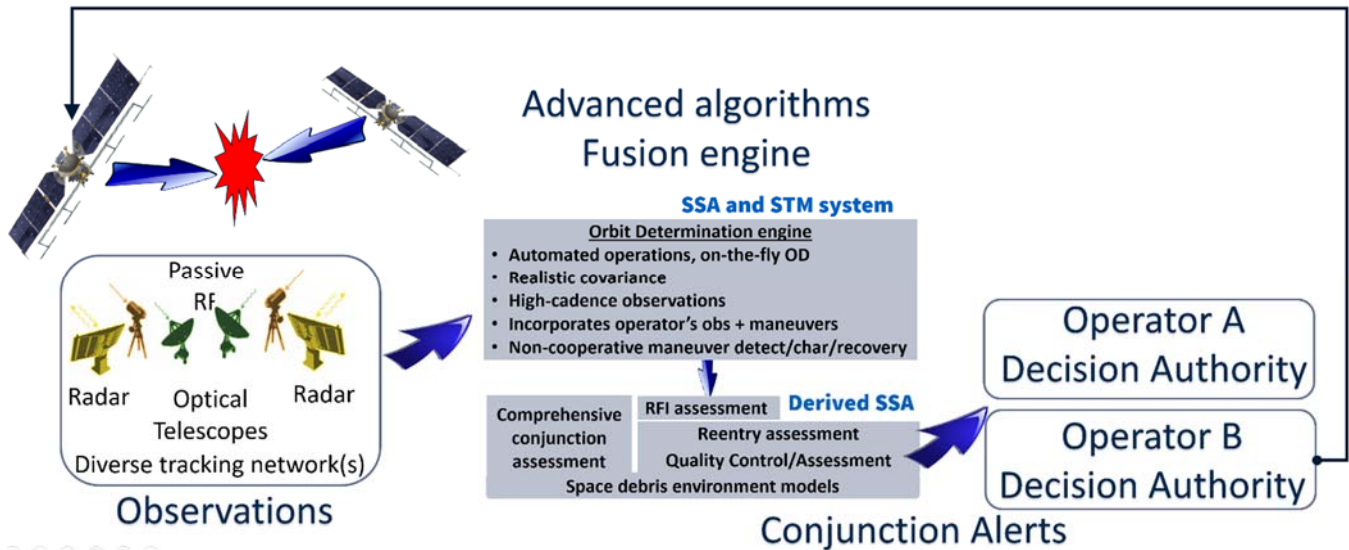 Advanced algorithms
Fusion engine
SSA and STM system
Orbit Determination engine
• Automated operations, on-the-fly OD
• Realistic covariance
• High-cadence observations
• Incorporates operator's obs + maneuvers
• Non-cooperative maneuver detect/char/recovery
Passive
RF
Radar
Optical
Telescopes
Radar
Diverse tracking network(s)
Observations
Comprehensive
conjunction
assessment
RFI assessment
Derived SSA
Reentry assessment
Quality Control/Assessment
Space debris environment models
Conjunction Alerts
Operator A
Decision Authority
Operator B
Decision Authority